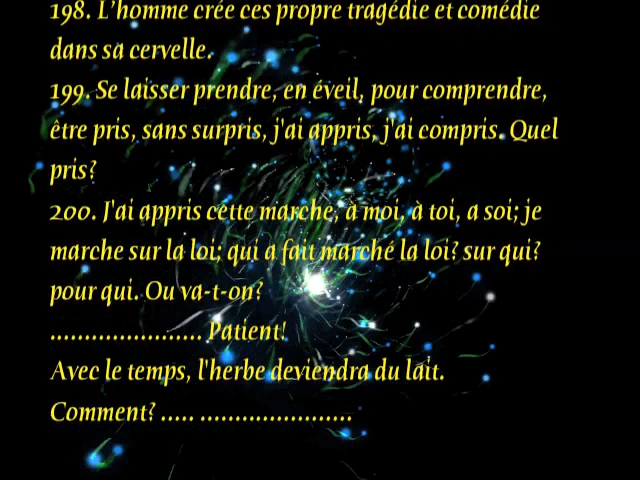 198. L'homme crée ces propre tragédie et comédie
dans sa cervelle.
199. Se laisser prendre, en éveil, pour comprendre,
être pris, sans surpris, j'ai appris, j'ai compris. Quel
pris?
200. J'ai appris cette marche, à moi, à toi, a soi; je
marche sur la loi; qui a fait marché la loi? sur qui?
pour qui. Ou va-t-on?
...................... Patient!
Avec le temps, l'herbe deviendra du lait.
Comment? ..... ......................